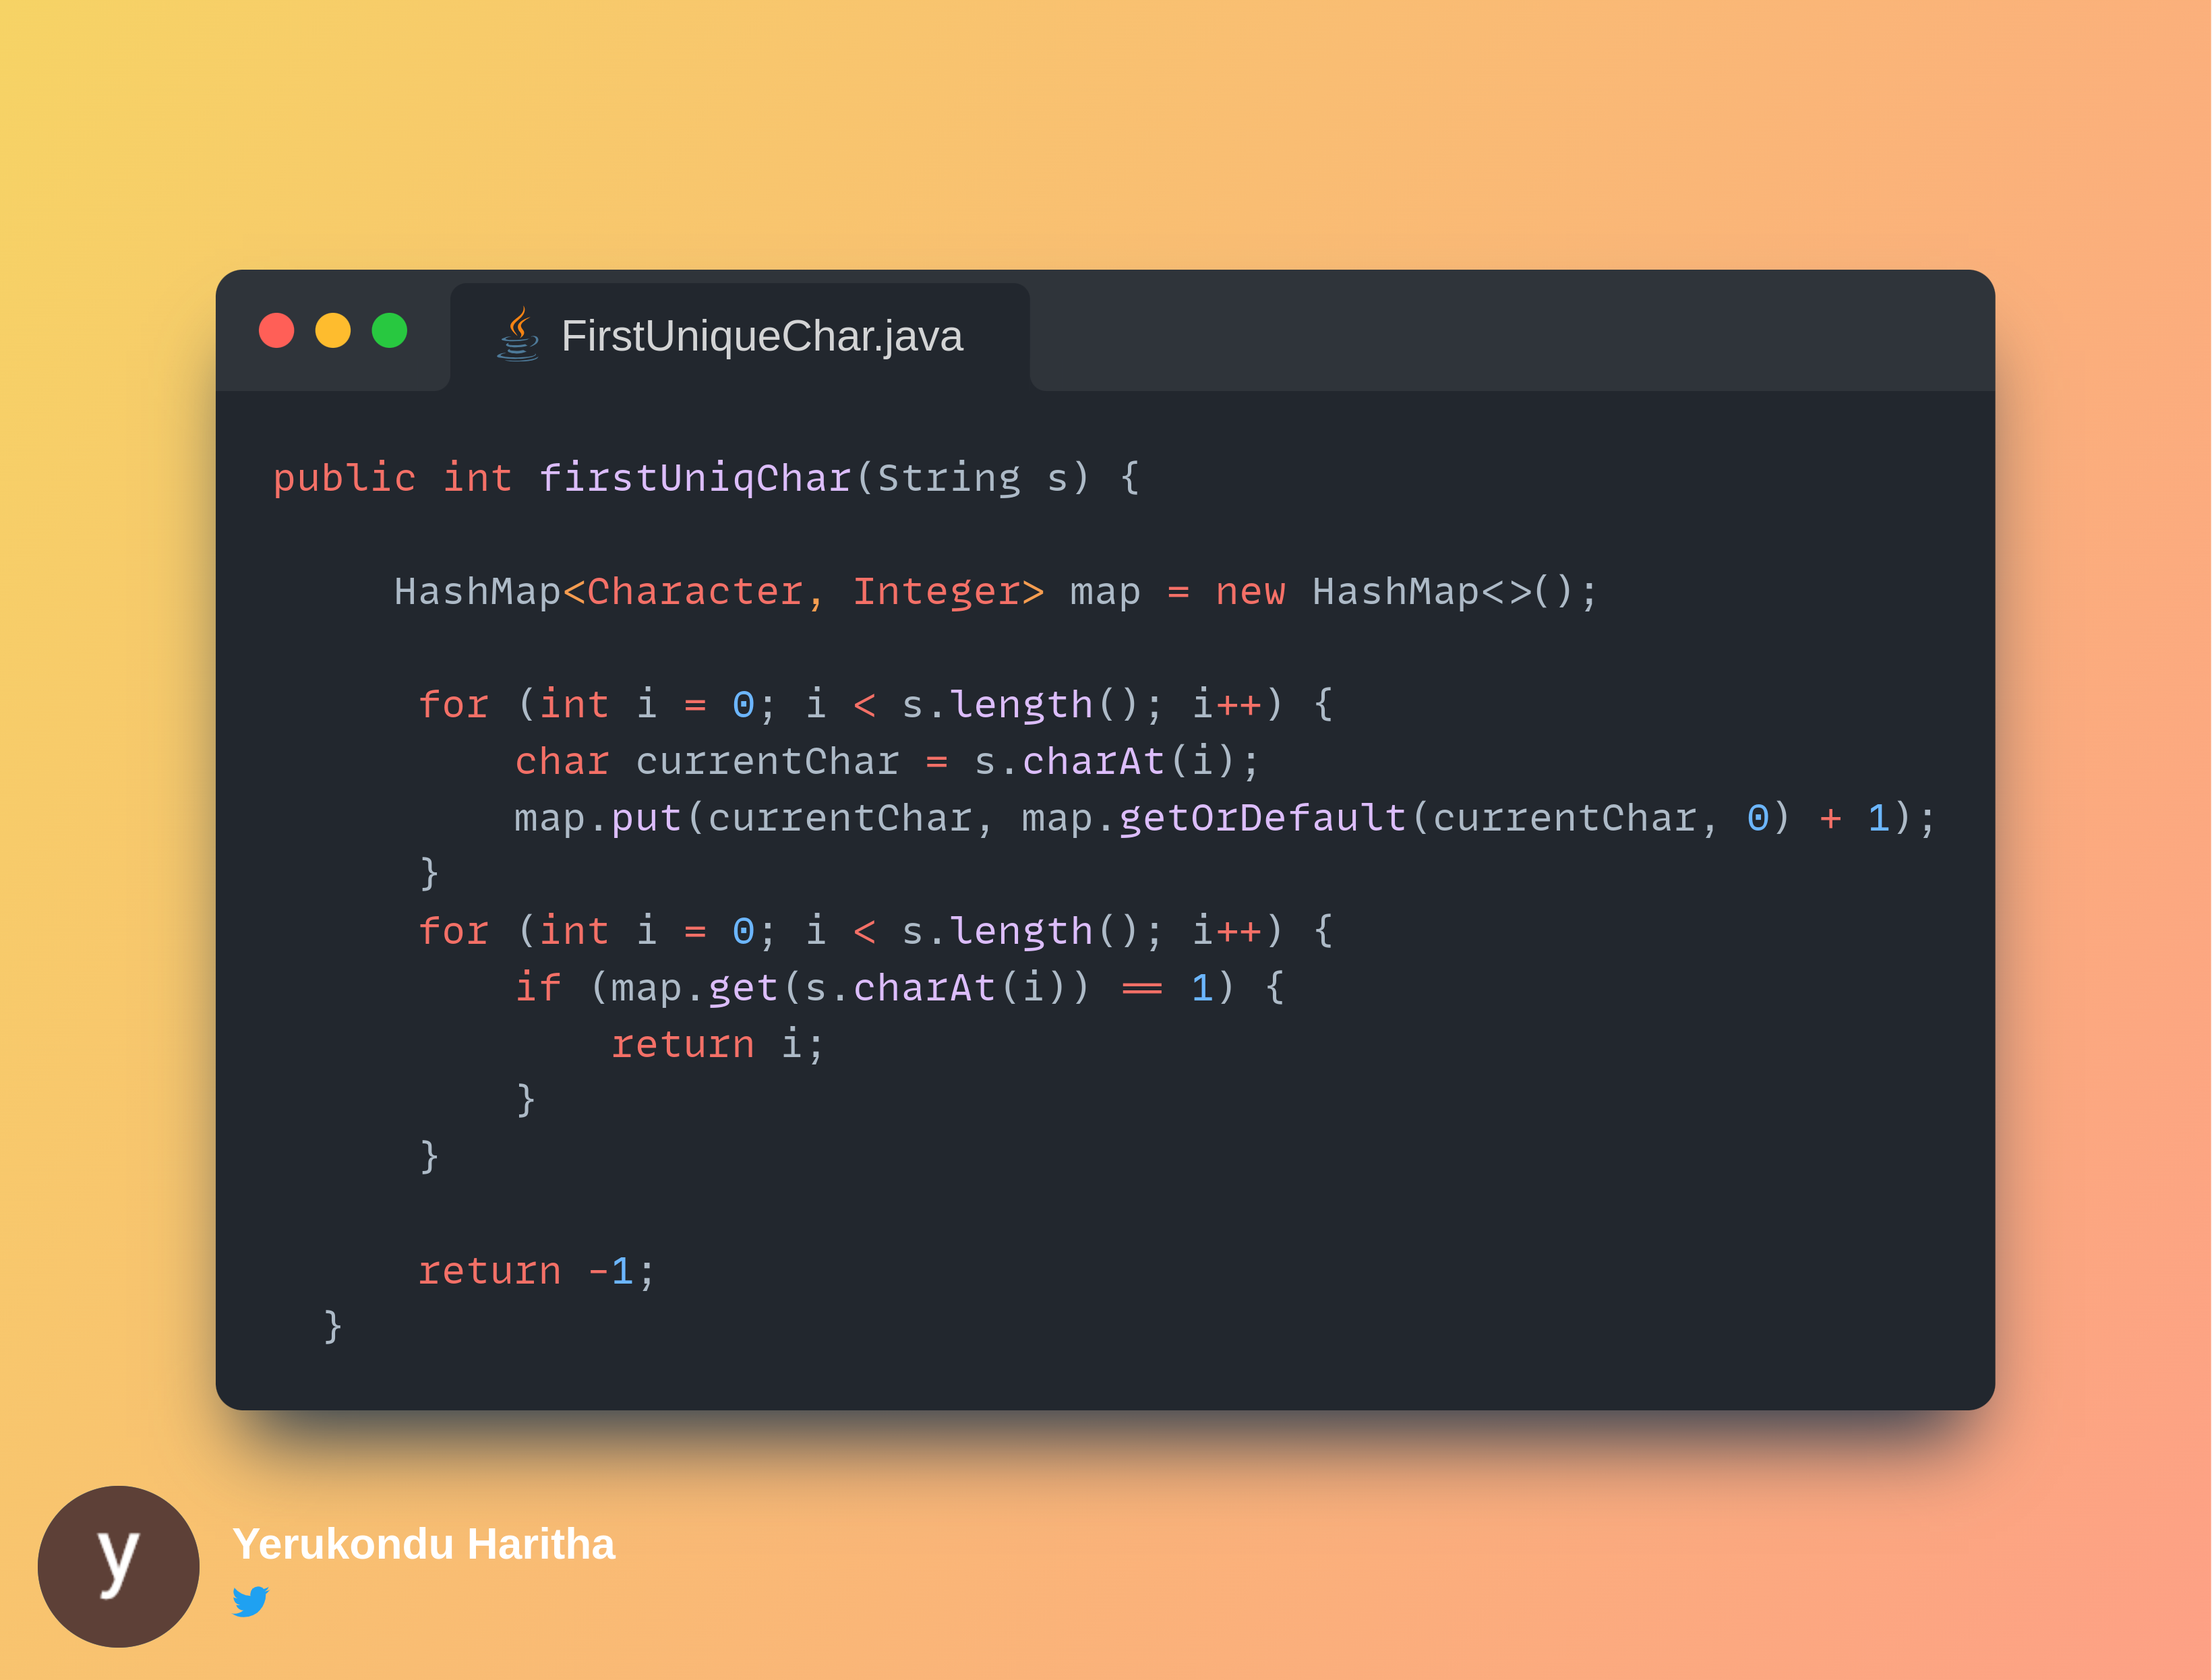 FirstUniqueChar.java
public int firstUniqChar(String s) {
HashMap<Character, Integer> map = new HashMap<>();
for (int i = 0; i < s.length(); i++) {
char currentChar = s.charAt(i);
map.put(currentChar, map.getOrDefault(currentChar, 0) + 1);
}
for (int i = 0; i < s.length(); i++) {
if (map.get(s.charAt(i)) == 1) {
return i;
}
}
return -1;
}
y
Yerukondu Haritha